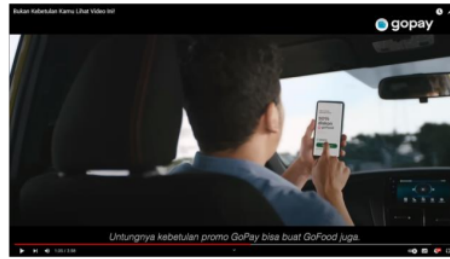 Bukan Kebetulan Kamu Lihat Video Ini!
gopay
Untungnya kebetulan promo GoPay bisa buat GoFood juga.